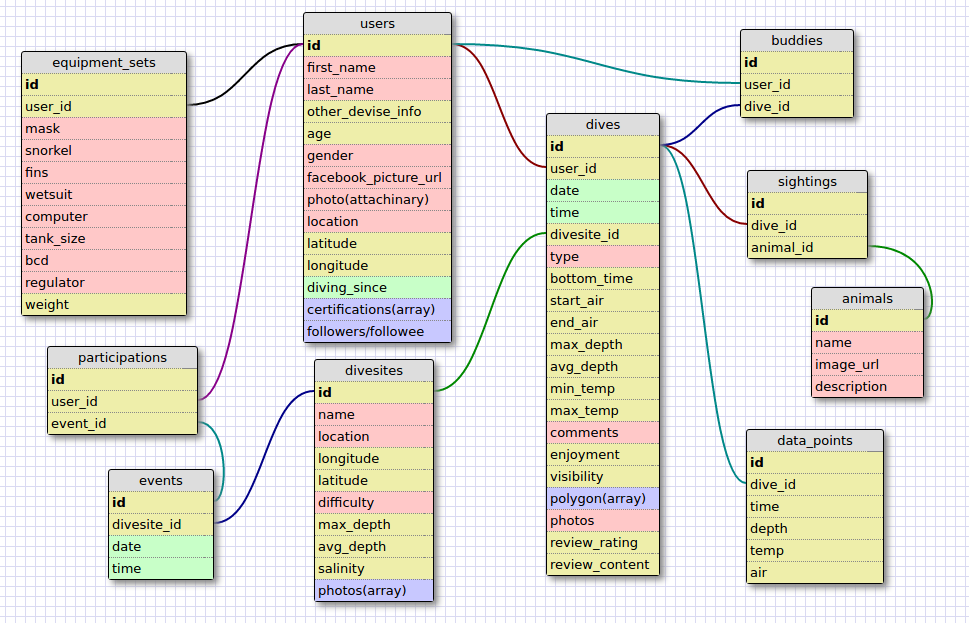 equipment_sets
id
user_id
mask
snorkel
fins
wetsuit
computer
tank_size
bcd
regulator
weight
users
id
first_name
last_name
other_devise_info
age
gender
facebook_picture_url
photo(attachinary)
location
latitude
longitude
diving_since
certifications(array)
followers/followee
buddies
id
user_id
dive_id
dives
id
user_id
date
time
divesite_id
type
bottom_time
start_air
end_air
max_depth
avg_depth
min_temp
max_temp
comments
enjoyment
visibility
polygon(array)
photos
review_rating
review_content
sightings
id
dive_id
animal_id
animals
id
name
image_url
description
participations
id
user_id
event_id
divesites
id
name
location
longitude
latitude
difficulty
max_depth
avg_depth
salinity
photos(array)
events
id
divesite_id
date
time
data_points
id
dive_id
time
depth
temp
air